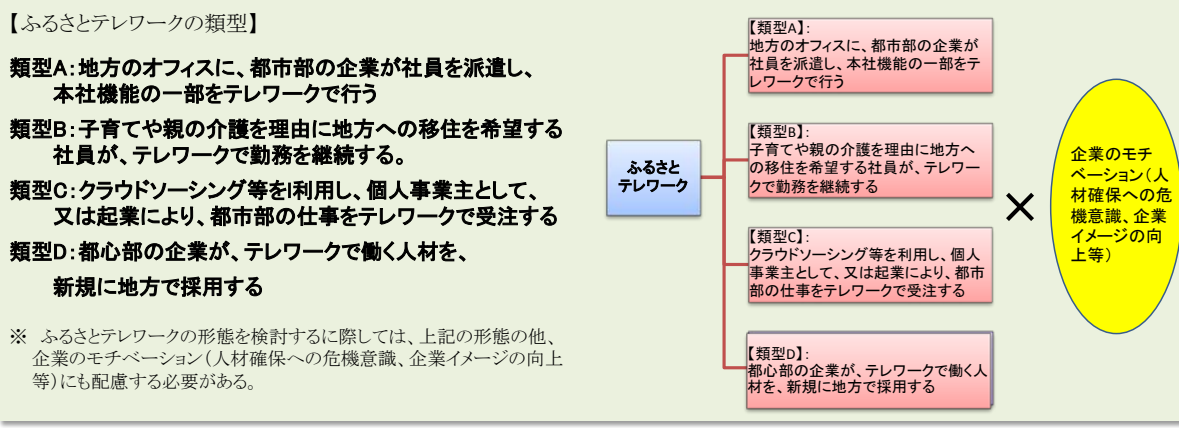 【ふるさとテレワークの類型】
類型A:地方のオフィスに、都市部の企業が社員を派遣し、
本社機能の一部をテレワークで行う
類型B:子育てや親の介護を理由に地方への移住を希望する
社員が、テレワークで勤務を継続する。
類型C:クラウドソーシング等を利用し、個人事業主として、
又は起業により、都市部の仕事をテレワークで受注する
類型D:都心部の企業が、テレワークで働く人材を、
新規に地方で採用する
※ ふるさとテレワークの形態を検討するに際しては、上記の形態の他、
企業のモチベーション(人材確保への危機意識、企業イメージの向上
等)にも配慮する必要がある。
ふるさと
テレワーク
【類型A】:
地方のオフィスに、都市部の企業が
社員を派遣し、本社機能の一部をテ
レワークで行う
【類型B】:
子育てや親の介護を理由に地方へ
の移住を希望する社員が、テレワー
クで勤務を継続する
【類型C】:
クラウドソーシング等を利用し、個人
事業主として、又は起業により、都市
部の仕事をテレワークで受注する
【類型D】:
都心部の企業が、テレワークで働く人
材を、新規に地方で採用する
×
企業のモチ
ベーション(人
材確保への危
機意識、企業
イメージの向
上等)